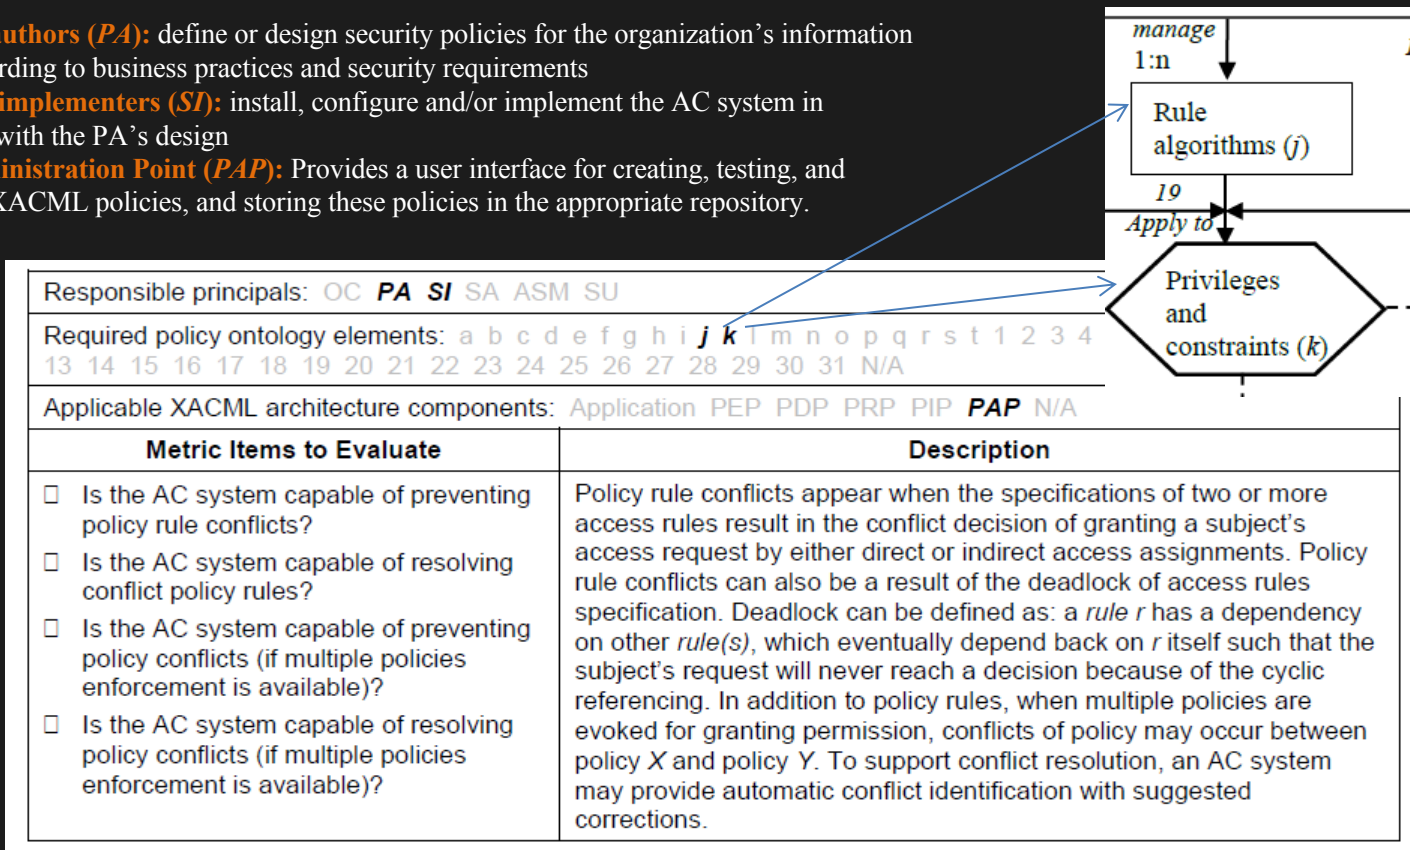 uthors (PA): define or design security policies for the organization’s information
rding to business practices and security requirements
implementers (SI): install, configure and/or implement the AC system in
with the PA’s design
inistration Point (PAP): Provides a user interface for creating, testing, and
XACML policies, and storing these policies in the appropriate repository.
manage
1:n
Rule
algorithms (j)
19
Apply to
Privileges
and
constraints (k)
Responsible principals: OC PA SI SA ASM SU
Required policy ontology elements: a b c d e f g h i j k l m n o p q r s t 1 2 3 4
13 14 15 16 17 18 19 20 21 22 23 24 25 26 27 28 29 30 31 N/A
Applicable XACML architecture components: Application PEP PDP PRP PIP PAP N/A
Metric Items to Evaluate
Description
Is the AC system capable of preventing
policy rule conflicts?
Is the AC system capable of resolving
conflict policy rules?
Is the AC system capable of preventing
policy conflicts (if multiple policies
enforcement is available)?
Is the AC system capable of resolving
policy conflicts (if multiple policies
enforcement is available)?
Policy rule conflicts appear when the specifications of two or more
access rules result in the conflict decision of granting a subject’s
access request by either direct or indirect access assignments. Policy
rule conflicts can also be a result of the deadlock of access rules
specification. Deadlock can be defined as: a rule r has a dependency
on other rule(s), which eventually depend back on r itself such that the
subject’s request will never reach a decision because of the cyclic
referencing. In addition to policy rules, when multiple policies are
evoked for granting permission, conflicts of policy may occur between
policy X and policy Y. To support conflict resolution, an AC system
may provide automatic conflict identification with suggested
corrections.